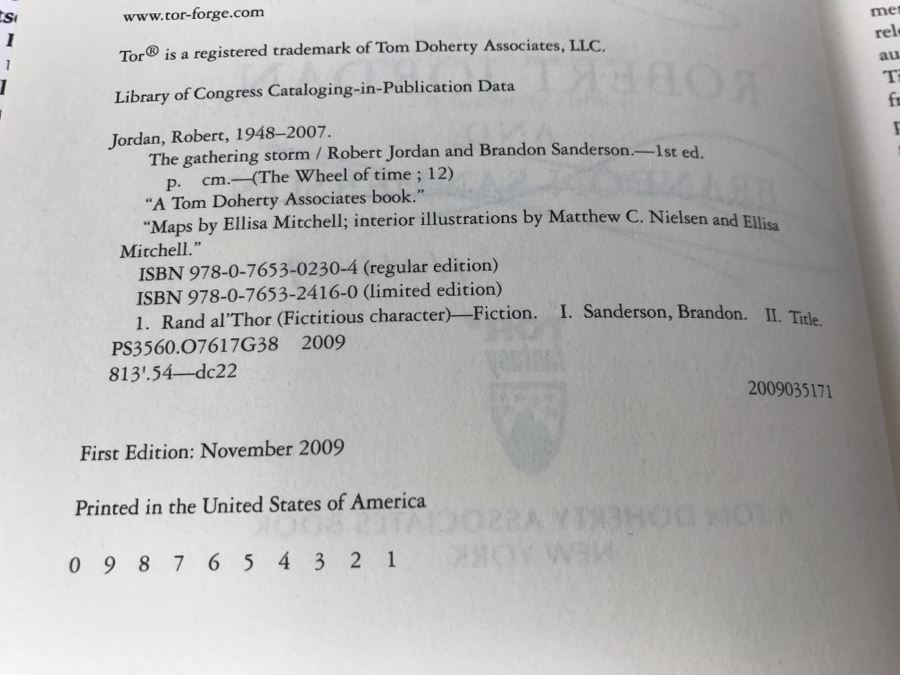 www.tor-forge.com
Tor® is a registered trademark of Tom Doherty Associates, LLC.
Library of Congress Cataloging-in-Publication Data
Jordan, Robert, 1948–2007.
The gathering storm / Robert Jordan and Brandon Sanderson.—1st ed.
p. cm.—(The Wheel of time ; 12)
“A Tom Doherty Associates book.”
“Maps by Ellisa Mitchell; interior illustrations by Matthew C. Nielsen and Ellisa
Mitchell.”
ISBN 978-0-7653-0230-4 (regular edition)
ISBN 978-0-7653-2416-0 (limited edition)
1. Rand al'Thor (Fictitious character)—Fiction. I. Sanderson, Brandon. II. Title.
PS3560.O7617G38 2009
813'.54—dc22
2009035171
First Edition: November 2009
Printed in the United States of America
0 9 8 7 6 5 4 3 2 1